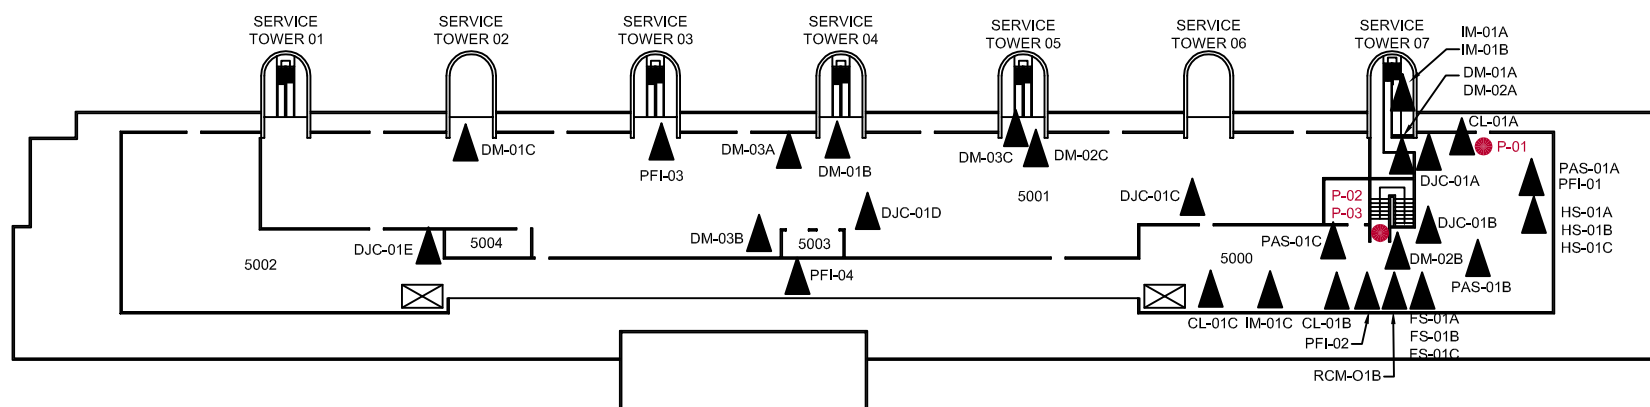 SERVICE
TOWER 01
SERVICE
TOWER 02
SERVICE
TOWER 03
SERVICE
TOWER 04
SERVICE
TOWER 05
SERVICE
TOWER 06
SERVICE
TOWER 07
IM-01A
IM-01B
DM-01A
DM-02A
CL-01A
P-01
DM-01C
PFI-03
DM-03A
DM-01B
DM-03C
DM-02C
DJC-01A
PAS-01A
PFI-01
5001
DJC-01C
P-02
P-03
DJC-01D
HS-01A
HS-01B
HS-01C
DJC-01B
DM-03B
5003
PAS-01C
DJC-01E
5004
5002
5000
DM-02B
PFI-04
PAS-01B
CL-01C
IM-01C
CL-01B
PFI-02
FS-01A
FS-01B
FS-01C
RCM-O1B